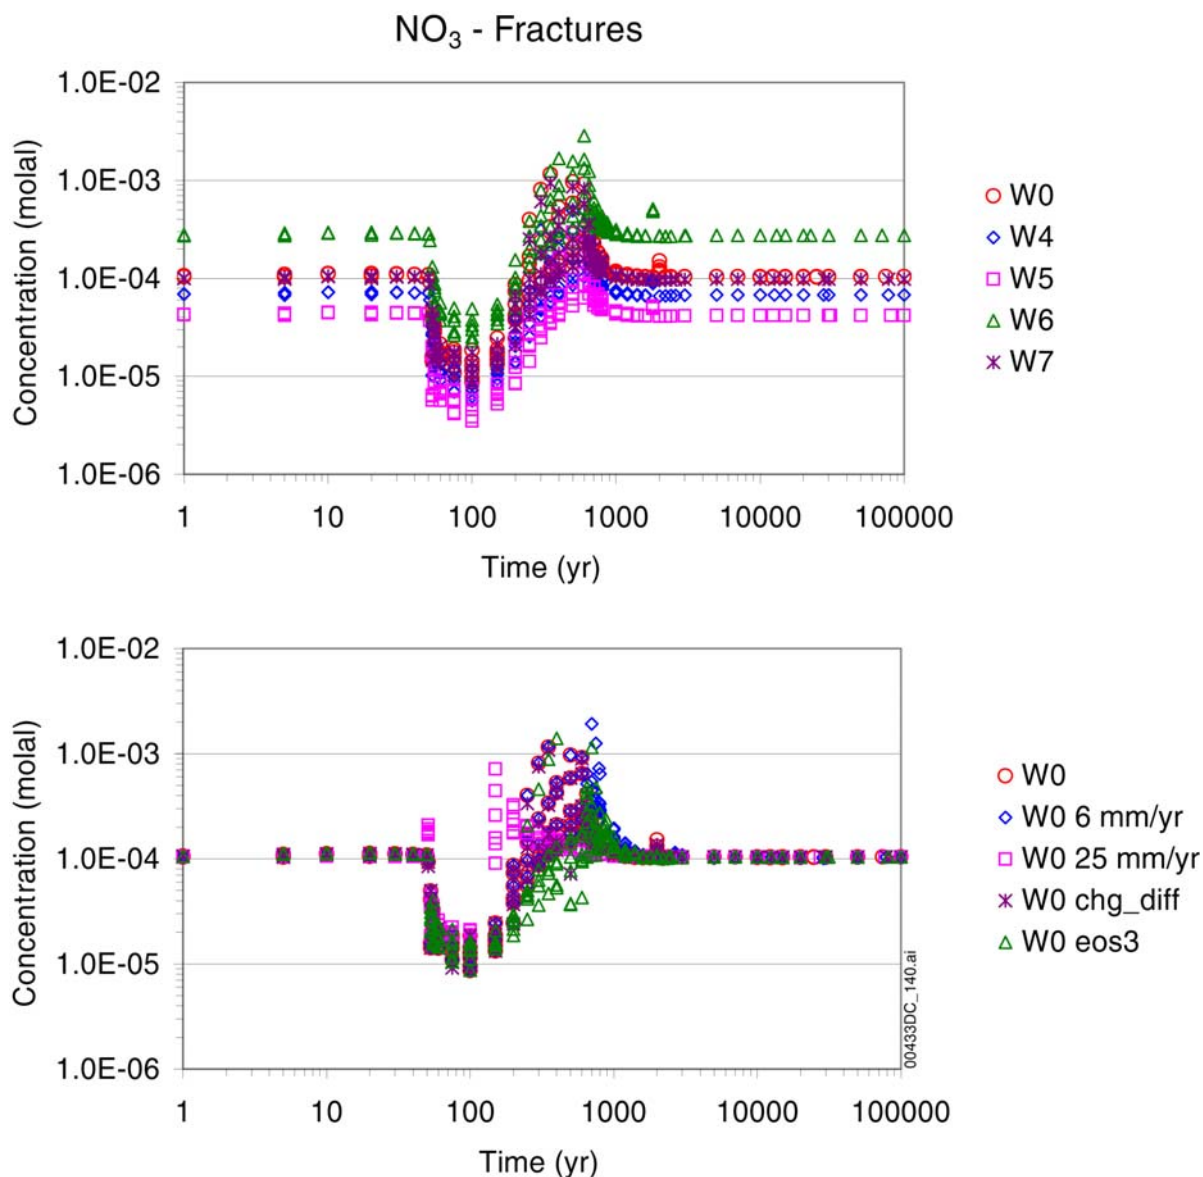 NO₃ - Fractures
1.0E-02
1.0E-03
1.0E-04
1.0E-05
1.0E-06
Concentration (molal)
1 10 100 1000 10000 100000
Time (yr)
W0
W4
W5
W6
W7
1.0E-02
1.0E-03
1.0E-04
1.0E-05
1.0E-06
Concentration (molal)
1 10 100 1000 10000 100000
Time (yr)
W0
W0 6 mm/yr
W0 25 mm/yr
W0 chg_diff
W0 eos3
00433DC_140.ai